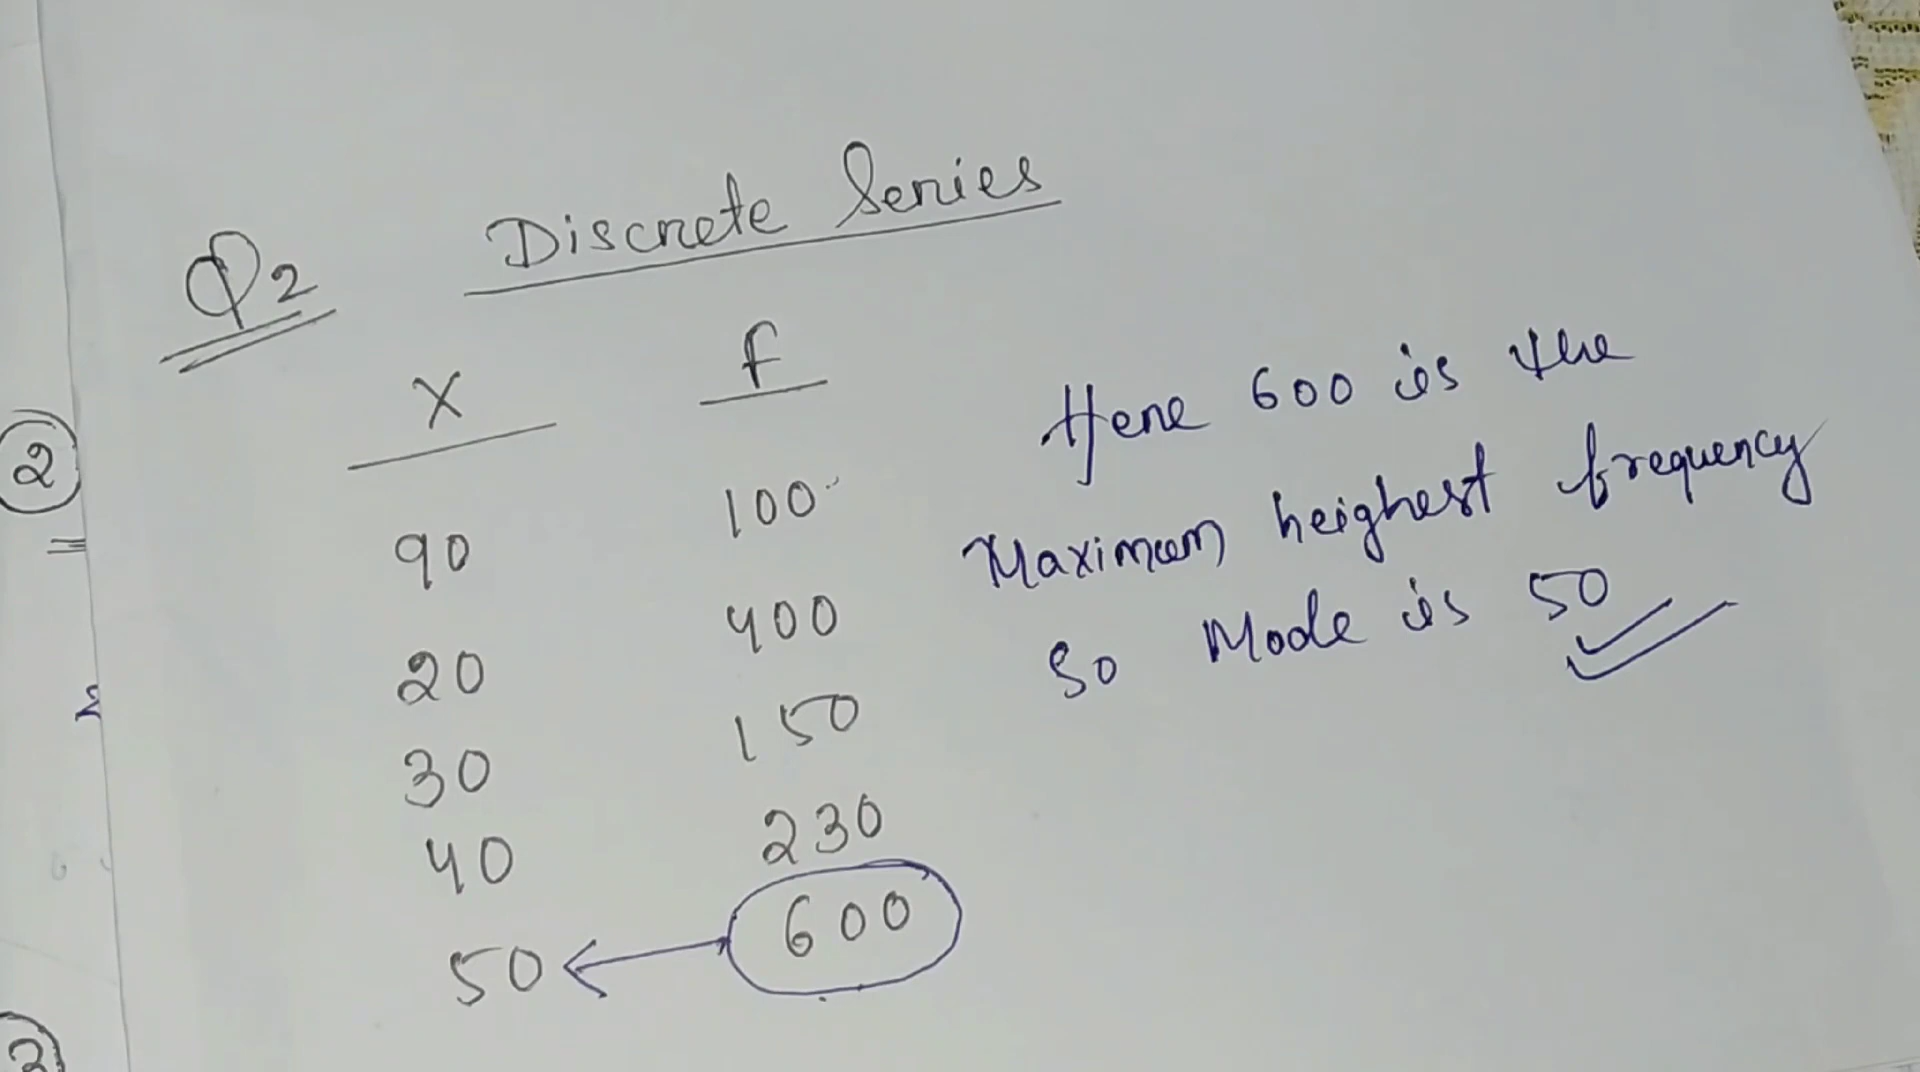 Q2 Discrete Series
X f
90 100
20 400
30 150
40 230
50 600
Here 600 is the
Maximum heighest frequency
So Mode is 50
2
2